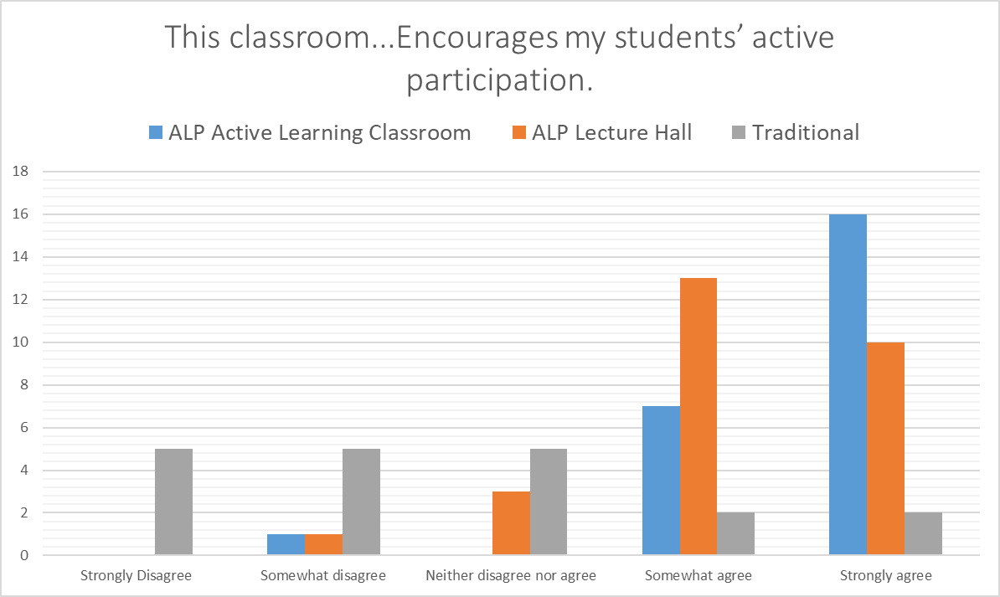 This classroom...Encourages my students’ active
participation.
ALP Active Learning Classroom ALP Lecture Hall Traditional
18
16
14
12
10
8
6
4
2
0
Strongly Disagree Somewhat disagree Neither disagree nor agree Somewhat agree Strongly agree